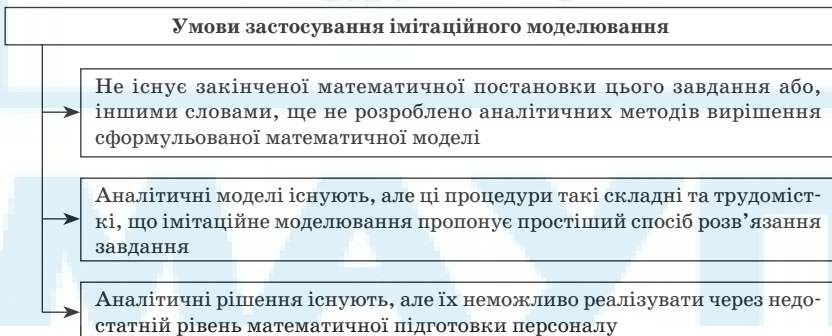 Умови застосування імітаційного моделювання
Не існує закінченої математичної постановки цього завдання або,
іншими словами, ще не розроблено аналітичних методів вирішення
сформульованої математичної моделі
Аналітичні моделі існують, але ці процедури такі складні та трудоміст-
кі, що імітаційне моделювання пропонує простіший спосіб розв’язання
завдання
Аналітичні рішення існують, але їх неможливо реалізувати через недо-
статній рівень математичної підготовки персоналу
МАУП